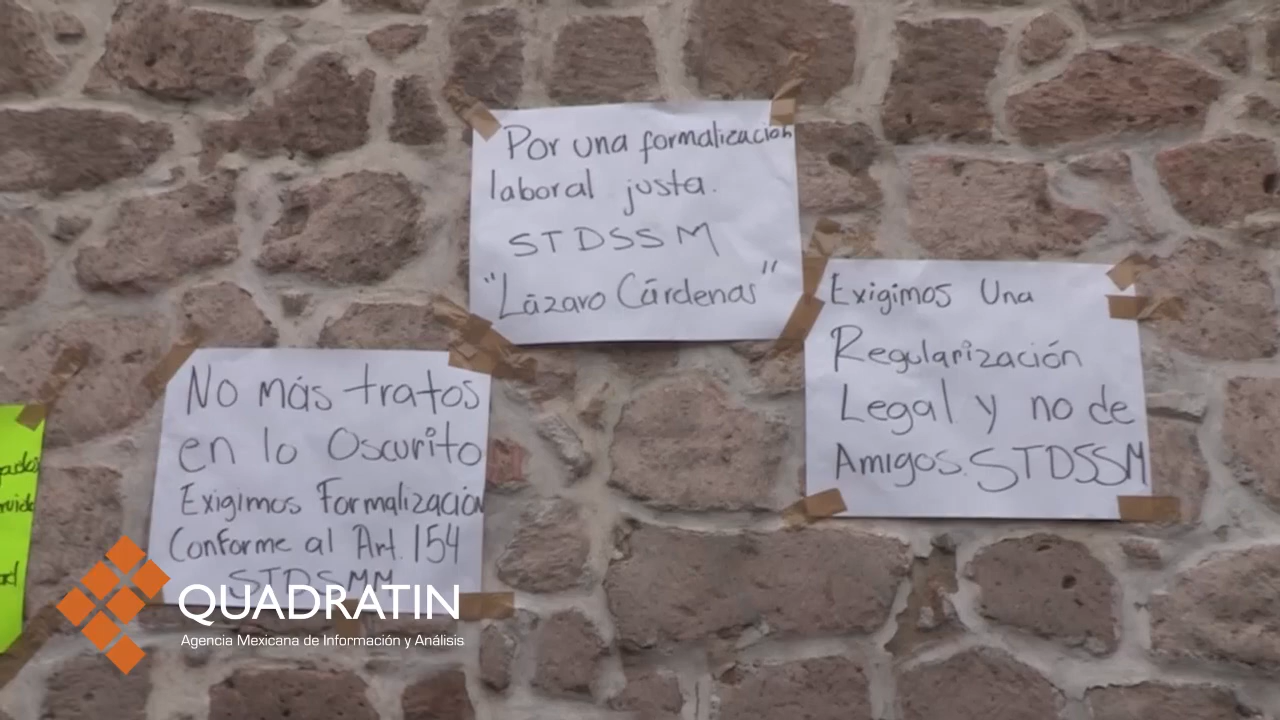 Por una formalización
laboral justa.
STDSSM
"Lázaro Cárdenas"
Exigimos Una
Regularización
Legal y no de
Amigos. STDSSM
No más tratos
en lo Oscurito
Exigimos Formalización
Conforme al Art. 154
STDSMM
QUADRATIN
Agencia Mexicana de Información y Análisis